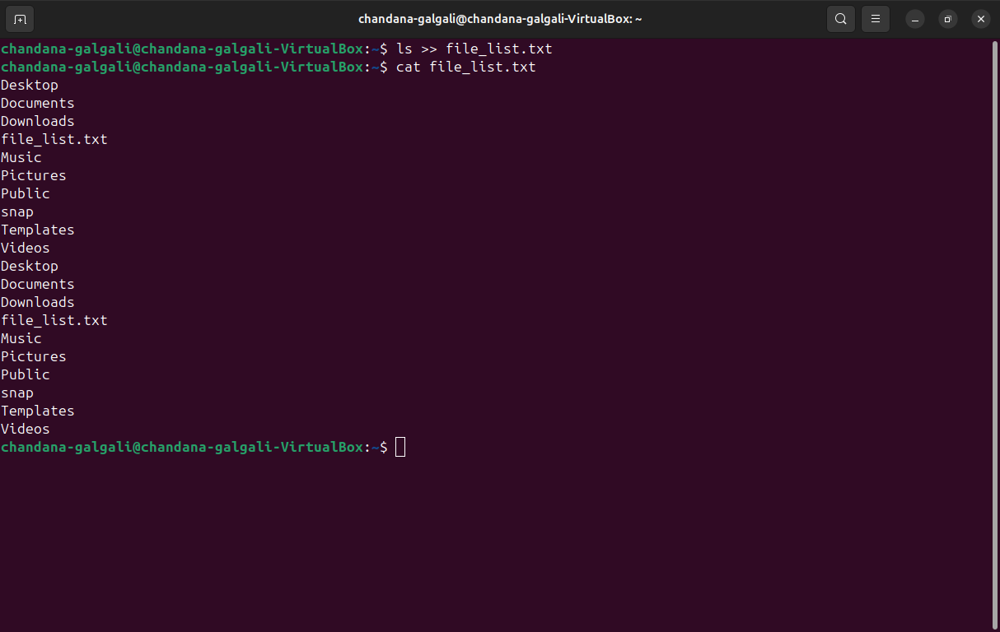 chandana-galgali@chandana-galgali-VirtualBox: ~
chandana-galgali@chandana-galgali-VirtualBox:~$ ls >> file_list.txt
chandana-galgali@chandana-galgali-VirtualBox:~$ cat file_list.txt
Desktop
Documents
Downloads
file_list.txt
Music
Pictures
Public
snap
Templates
Videos
Desktop
Documents
Downloads
file_list.txt
Music
Pictures
Public
snap
Templates
Videos
chandana-galgali@chandana-galgali-VirtualBox:~$